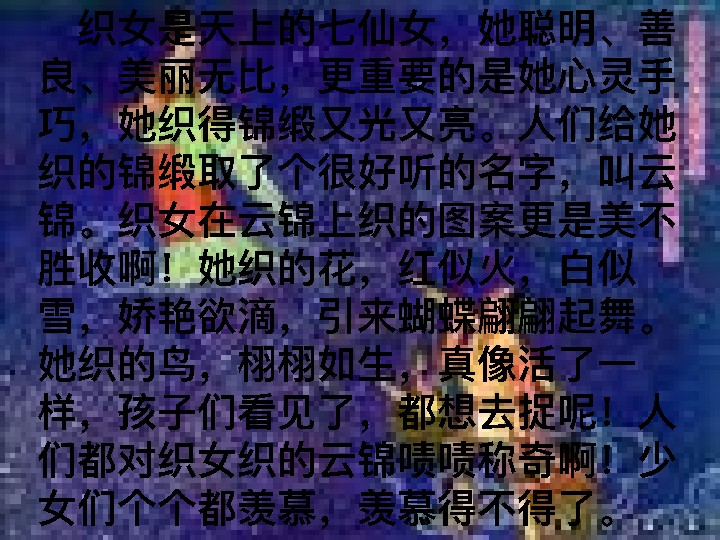 织女是天上的七仙女，她聪明、善
良、美丽无比，更重要的是她心灵手
巧，她织得锦缎又光又亮。人们给她
织的锦缎取了个很好听的名字，叫云
锦。织女在云锦上织的图案更是美不
胜收啊！她织的花，红似火，白似
雪，娇艳欲滴，引来蝴蝶翩翩起舞。
她织的鸟，栩栩如生，真像活了一
样，孩子们看见了，都想去捉呢！人
们都对织女织的云锦啧啧称奇啊！少
女们个个都羡慕，羡慕得不得了。